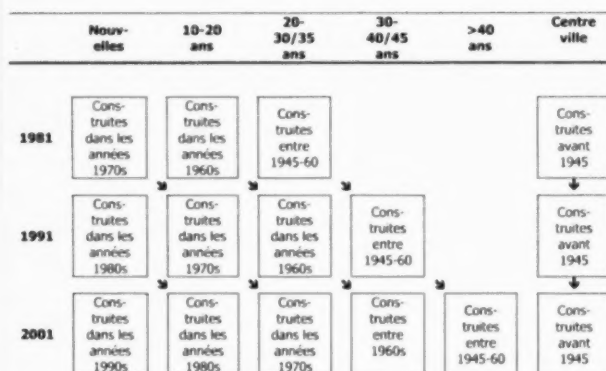 Nouv-
elles
10-20
ans
20-
30/35
ans
30-
40/45
ans
>40
ans
Centre
ville
1981
Cons-
truites
dans les
années
1970s
Cons-
truites
dans les
années
1960s
Cons-
truites
entre
1945-60
Cons-
truites
avant
1945
1991
Cons-
truites
dans les
années
1980s
Cons-
truites
dans les
années
1970s
Cons-
truites
dans les
années
1960s
Cons-
truites
entre
1945-60
Cons-
truites
avant
1945
2001
Cons-
truites
dans les
années
1990s
Cons-
truites
dans les
années
1980s
Cons-
truites
dans les
années
1970s
Cons-
truites
entre
1960s
Cons-
truites
entre
1945-60
Cons-
truites
avant
1945